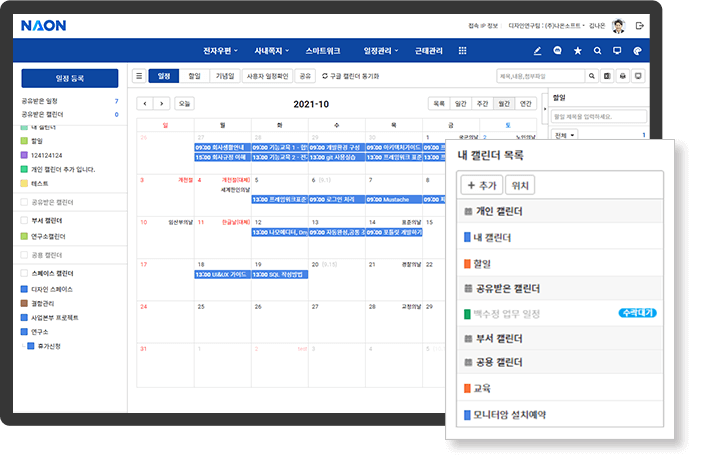 NAON
접속 IP 정보
디자인연구팀 : (주)나온소프트
김나온
전자우편
사내쪽지
스마트워크
일정관리
근태관리
일정 등록
공유받은 일정 7
공유받은 캘린더 0
내 캘린더
할일
124124124
개인 캘린더 추가 입니다.
테스트
공유받은 캘린더
부서 캘린더
연구소캘린더
공용 캘린더
스페이스 캘린더
디자인 스페이스
결함관리
사업본부 프로젝트
연구소
휴가신청
일정 할일 기념일 사용자 일정확인 공유 구글 캘린더 동기화
제목,내용,첨부파일
오늘
2021-10
목록 일간 주간 월간 연간
일 월 화 수 목 금 토
26 27 28 29 30 1 국군의날 2 노인의날
09:00 회사생활안내
09:00 기능교육 1 - 인
09:00 개발환경 구성
09:00 아키텍처가이드
15:00 회사규정 이해
13:00 기능교육 2 - 전
13:00 git 사용실습
13:00 프레임워크 표준
3 개천절 4 개천절(대체) 5 6 (9.1) 7 8
세계한인의날
13:00 프레임워크표준
09:00 로그인 처리
09:00 Mustache
10 임산부의날 11 한글날(대체) 12 13 14 표준의날 15
09:00 자동완성,공통 조
09:00 포틀릿 개발하기
17 18 19 20 (9.15) 21 경찰의날 22
13:00 UI&UX 가이드
13:00 SQL 작성방법
24 25 26 27 28 교정의날 29
31 1 2 3 4 5
할일
할일 제목을 입력하세요.
전체 1
내 캘린더 목록
+ 추가 위치
개인 캘린더
내 캘린더
할일
공유받은 캘린더
백수정 업무 일정 수락대기
부서 캘린더
공용 캘린더
교육
모니터암 설치예약